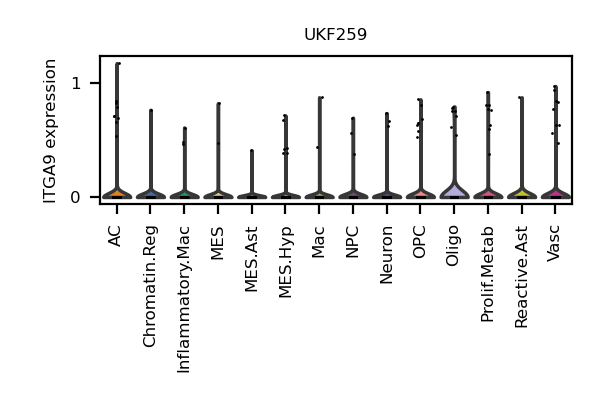 UKF259
ITGA9 expression
1
0
AC
Chromatin.Reg
Inflammatory.Mac
MES
MES.Ast
MES.Hyp
Mac
NPC
Neuron
OPC
Oligo
Prolif.Metab
Reactive.Ast
Vasc